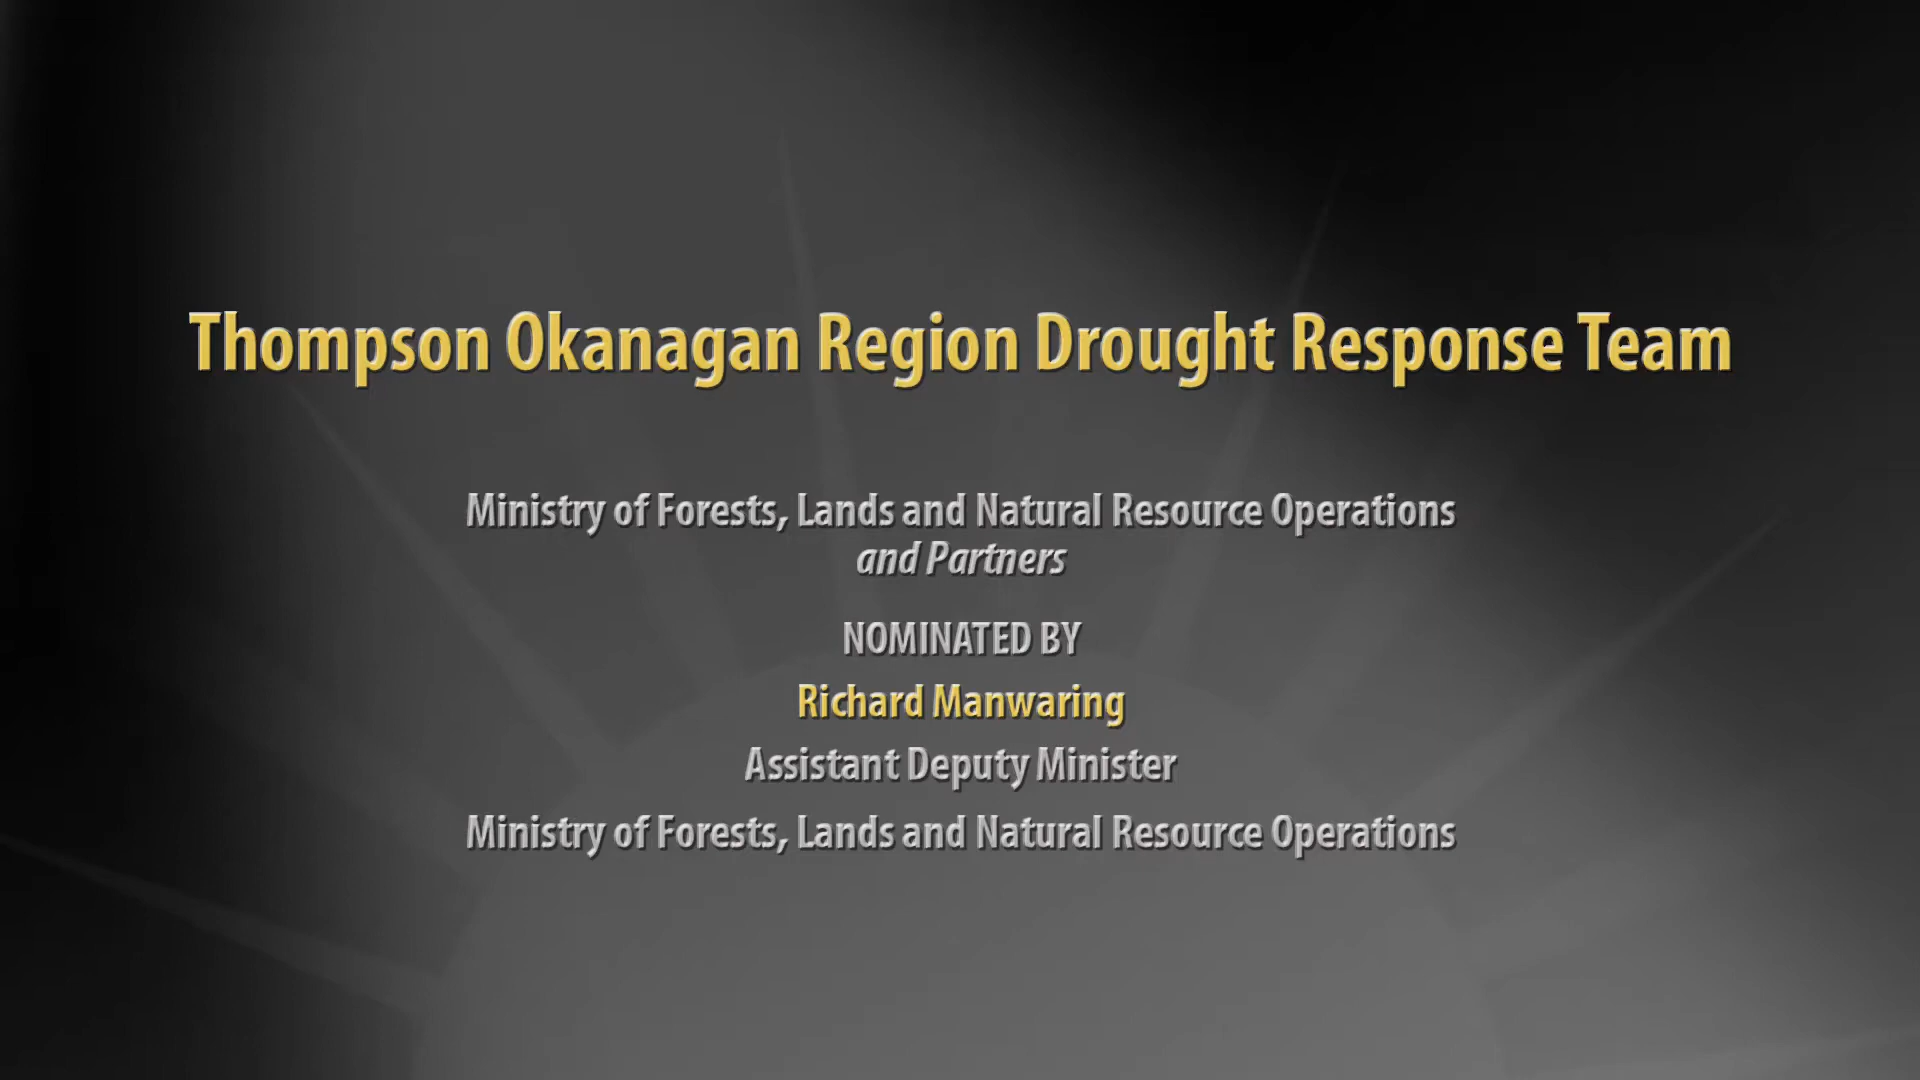 Thompson Okanagan Region Drought Response Team
Ministry of Forests, Lands and Natural Resource Operations
and Partners
NOMINATED BY
Richard Manwaring
Assistant Deputy Minister
Ministry of Forests, Lands and Natural Resource Operations